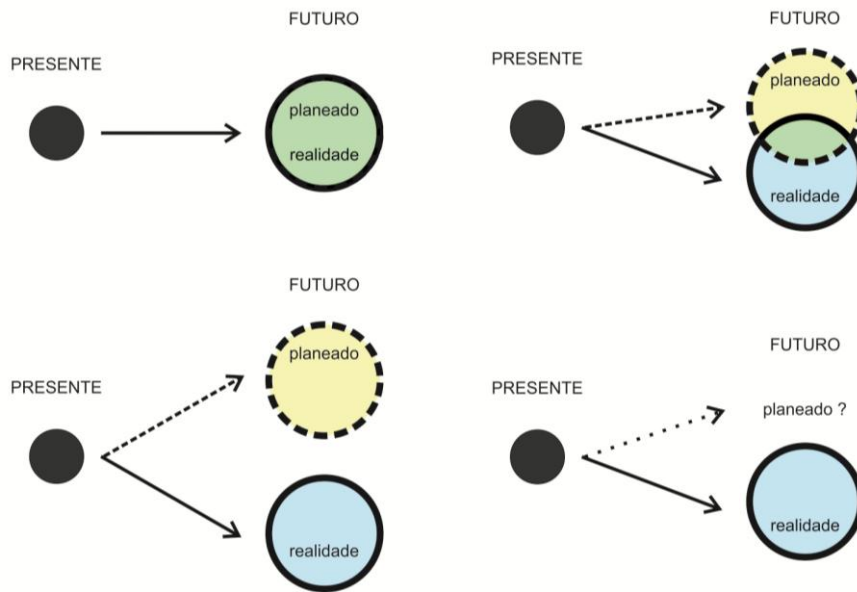 FUTURO
PRESENTE
planeado
realidade
FUTURO
PRESENTE
planeado
realidade
FUTURO
PRESENTE
planeado
realidade
FUTURO
PRESENTE
planeado ?
realidade